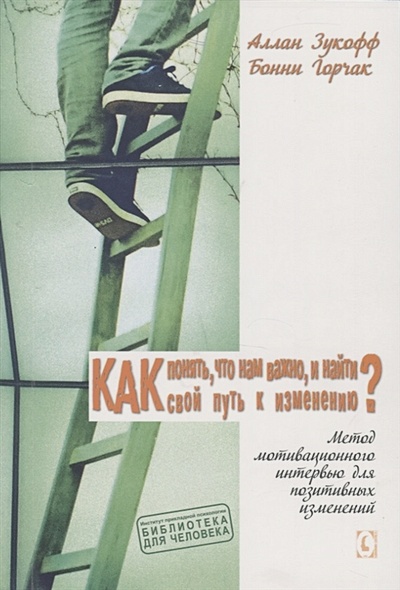 Аллан Зукофф
Бонни Горчак
КАК понять, что нам важно, и найти
свой путь к изменению?
Метод
мотивационного
интервью для
позитивных
изменений
Институт прикладной психологии
БИБЛИОТЕКА
ДЛЯ ЧЕЛОВЕКА